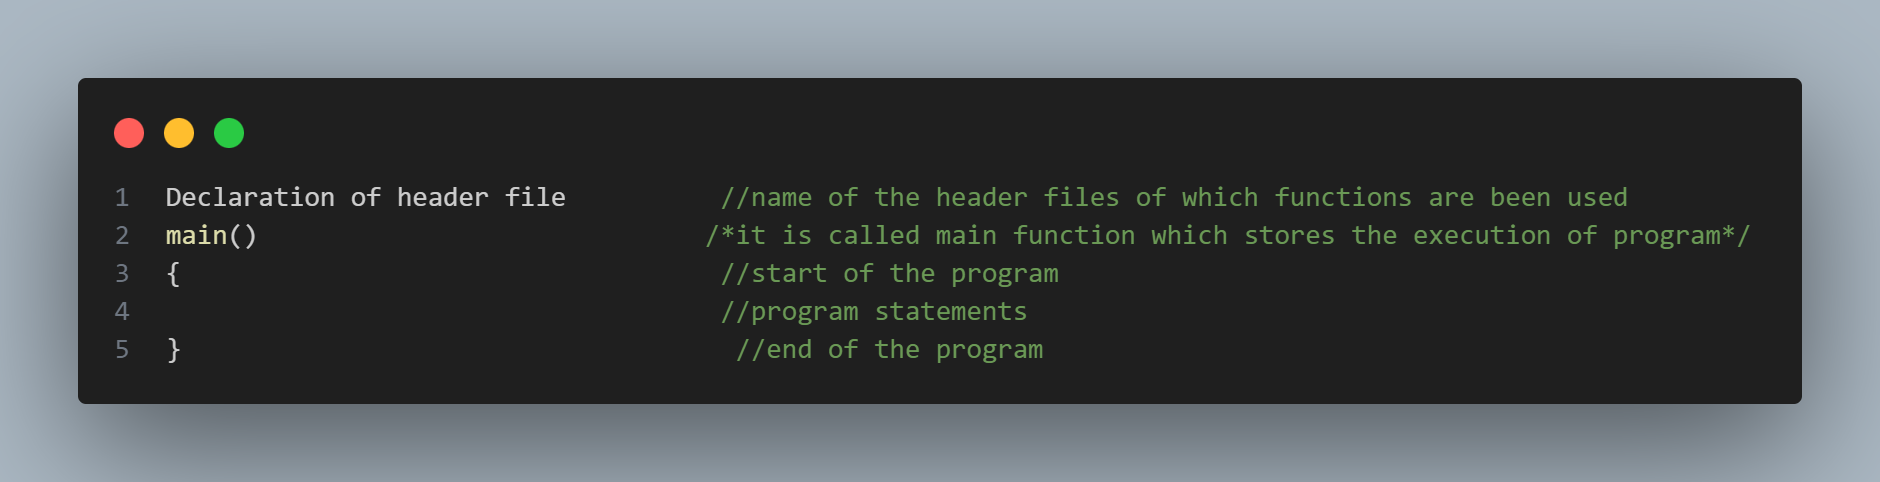 1 Declaration of header file //name of the header files of which functions are been used
2 main() /*it is called main function which stores the execution of program*/
3 { //start of the program
4 //program statements
5 } //end of the program